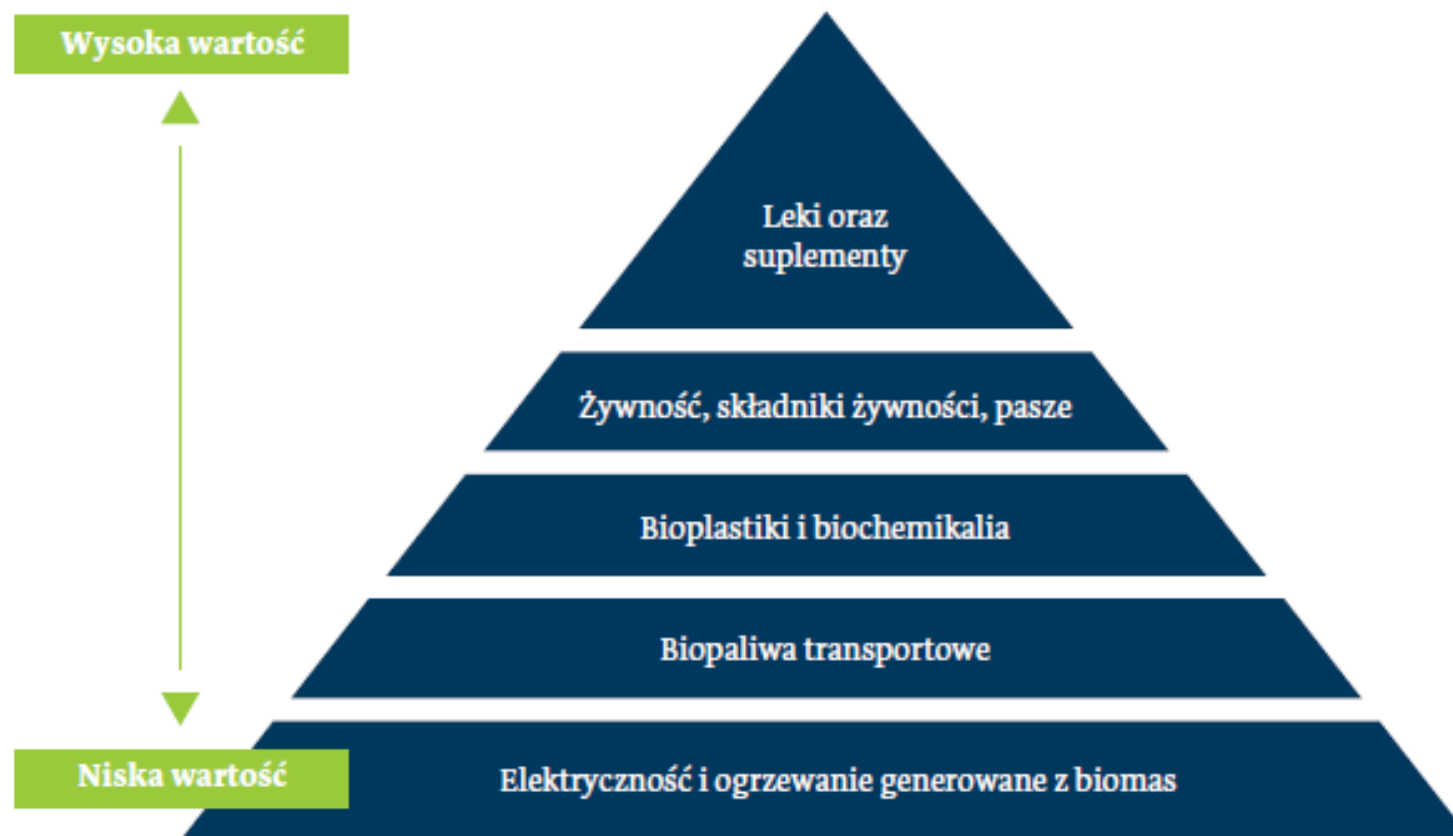 Wysoka wartość
Leki oraz
suplementy
Żywność, składniki żywności, pasze
Bioplastiki i biochemikalia
Biopaliwa transportowe
Niska wartość
Elektryczność i ogrzewanie generowane z biomas